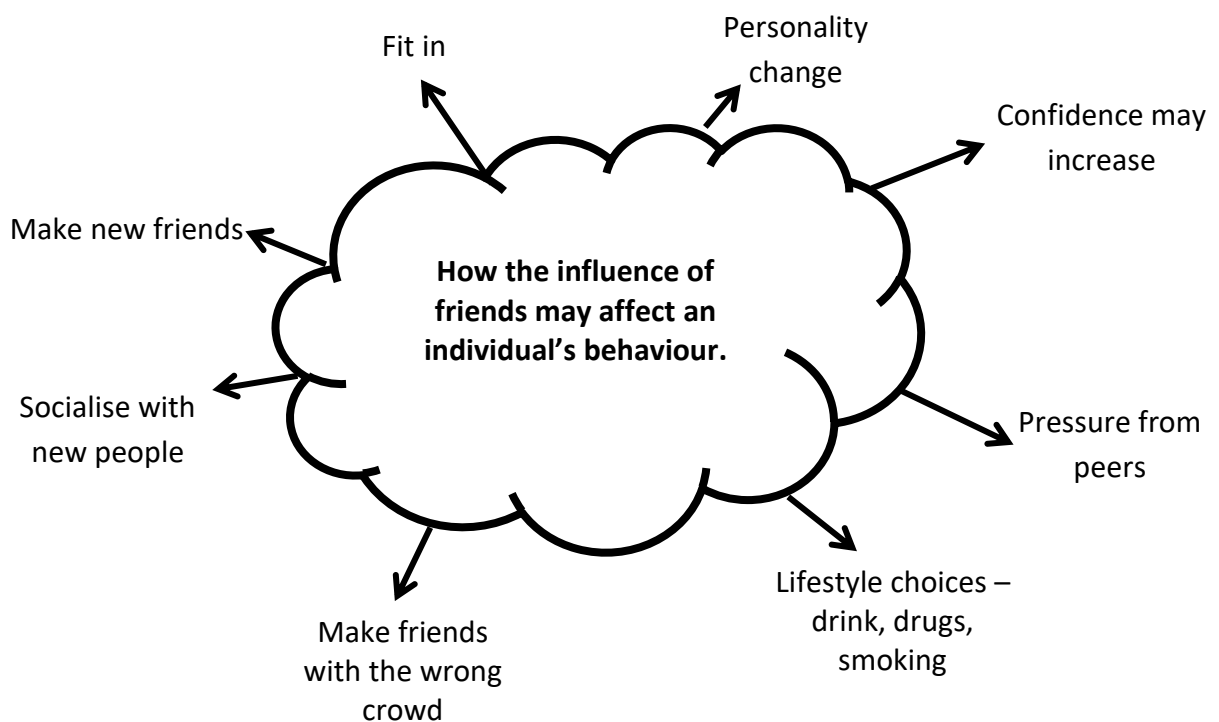 Fit in
Personality
change
Confidence may
increase
Make new friends
How the influence of
friends may affect an
individual’s behaviour.
Socialise with
new people
Pressure from
peers
Lifestyle choices –
drink, drugs,
smoking
Make friends
with the wrong
crowd